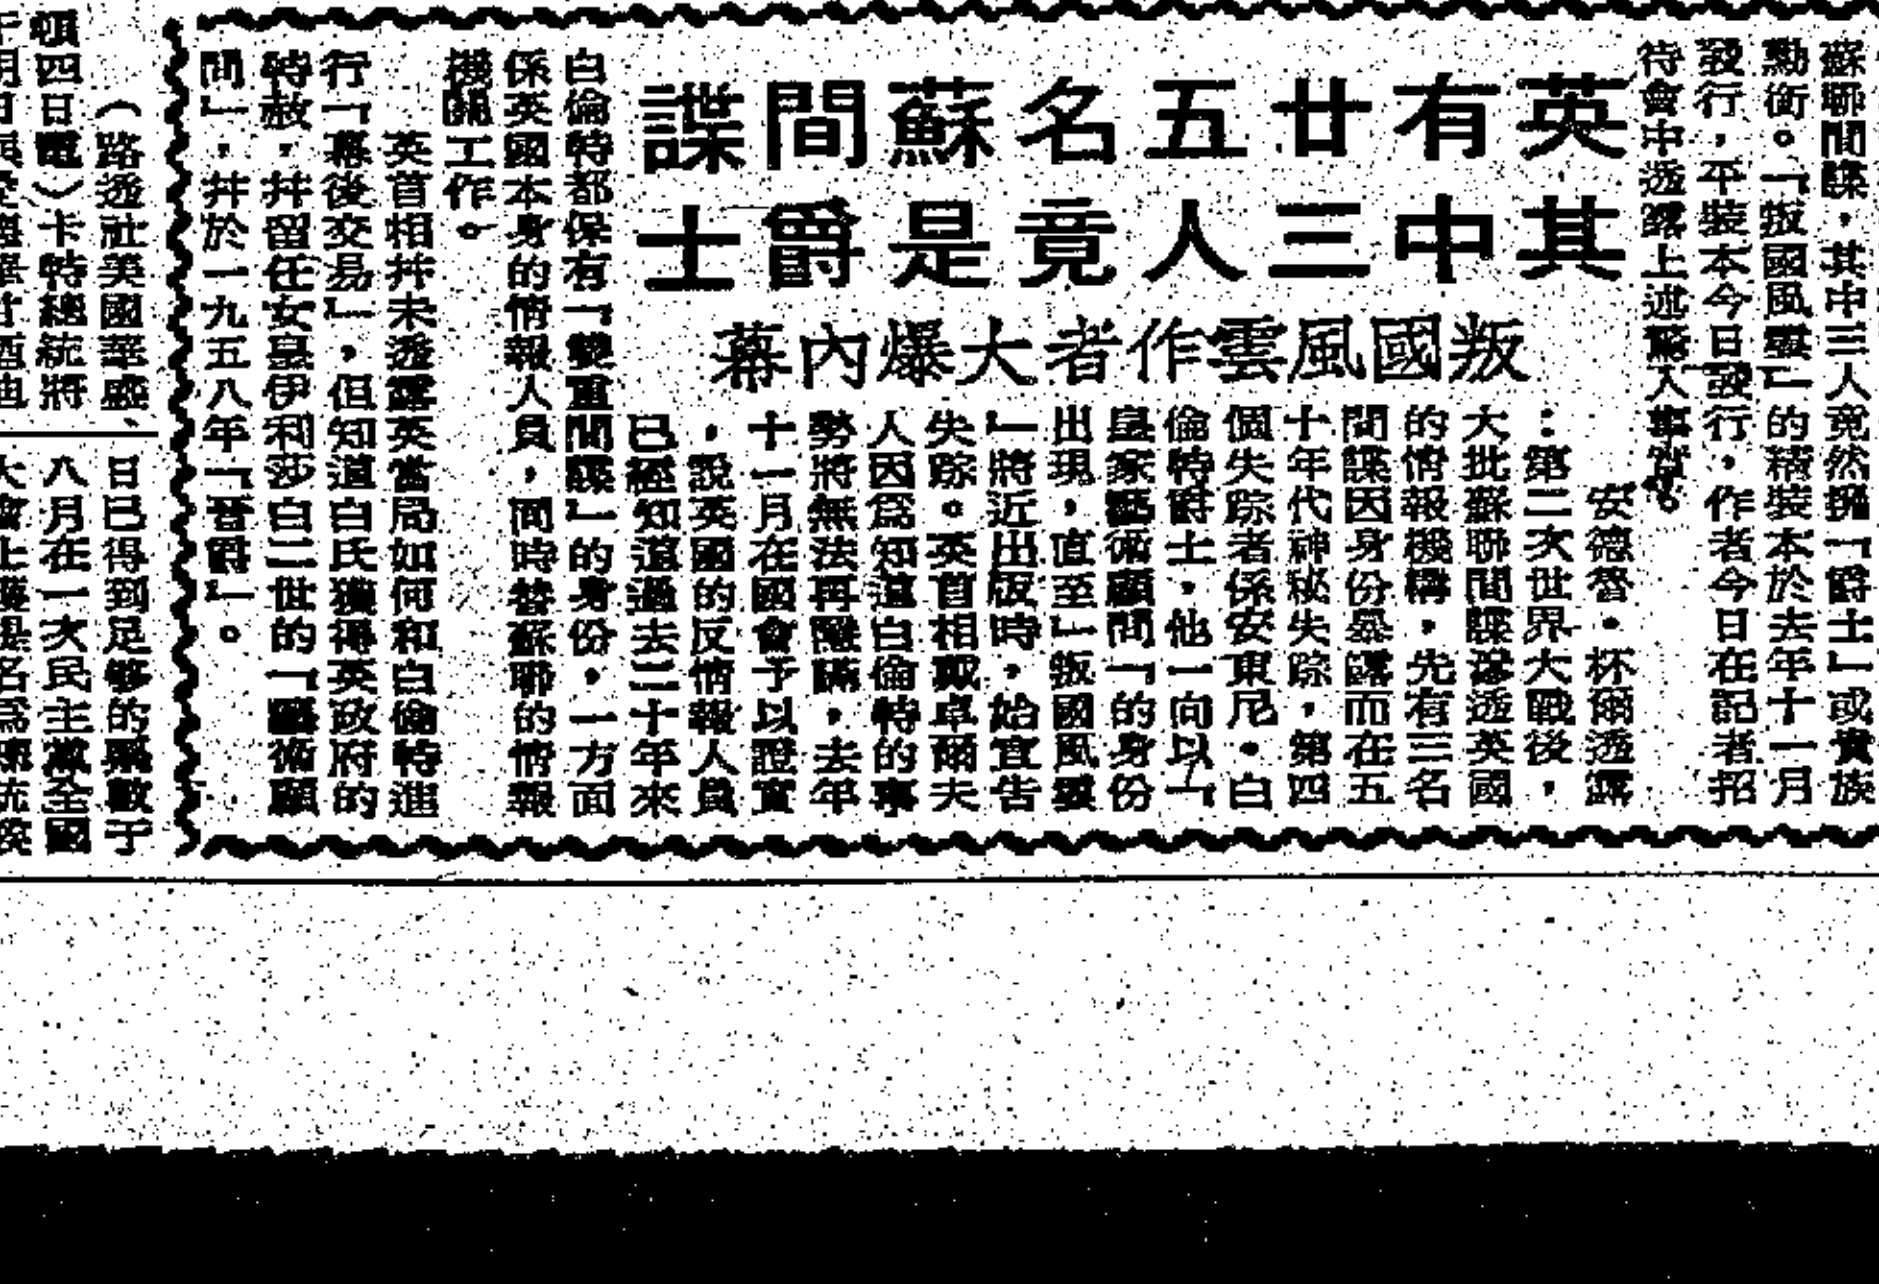 英有廿五名蘇間諜
其中三人竟是爵士
叛國風雲作者大爆內幕
蘇聯間諜，其中三人竟然擁「爵士」或貴族
勳銜。「叛國風雲」的精裝本於去年十一月
發行，平裝本今日發行，作者今日在記者招
待會中透露上述驚人事實。
安德魯·杯爾透露
：第二次世界大戰後，
大批蘇聯間諜滲透英國
的情報機構，先有三名
間諜因身份暴露而在五
十年代神秘失踪，第四
個失踪者係安東尼·白
倫特爵士，他一向以「
皇家藝術顧問「的身份
出現，直至」叛國風雲
」將近出版時，始宣告
失踪。英首相戴卓爾夫
人因爲知道白倫特的事
勢將無法再隱瞞，去年
十一月在國會予以證實
，說英國的反情報人員
已經知道過去二十年來
白倫特都保有「雙重間諜」的身份，一方面
係英國本身的情報人員，同時替蘇聯的情報
機關工作。
英首相幷未透露英當局如何和白倫特進
行「幕後交易」，但知道白氏獲得英政府的
特赦，幷留任女皇伊利莎白二世的「藝術顧
問」，幷於一九五八年「晉爵」。
（路透社美國華盛、
頓四日電）卡特總統將
日已得到足够的票數于
八月在一次民主黨全國